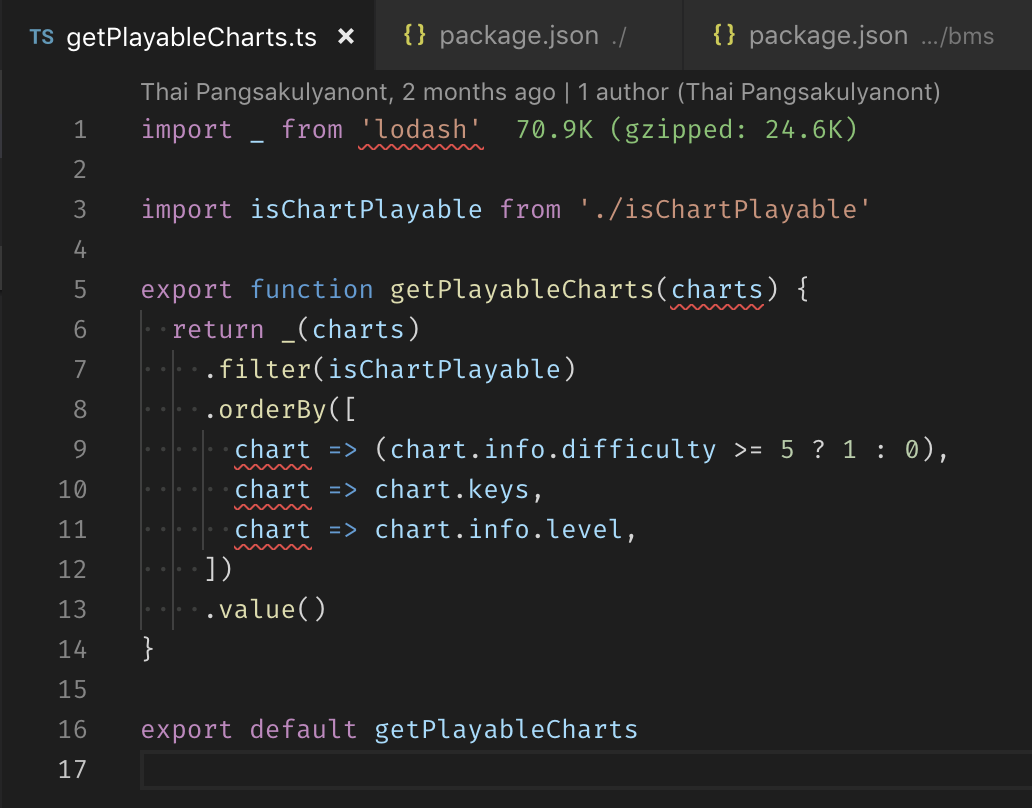 TS getPlayableCharts.ts × {} package.json ./ {} package.json .../bms
Thai Pangsakulyanont, 2 months ago | 1 author (Thai Pangsakulyanont)
1 import _ from 'lodash' 70.9K (gzipped: 24.6K)
2
3 import isChartPlayable from './isChartPlayable'
4
5 export function getPlayableCharts(charts) {
6 return _(charts)
7 .filter(isChartPlayable)
8 .orderBy([
9 chart => (chart.info.difficulty >= 5 ? 1 : 0),
10 chart => chart.keys,
11 chart => chart.info.level,
12 ])
13 .value()
14 }
15
16 export default getPlayableCharts
17